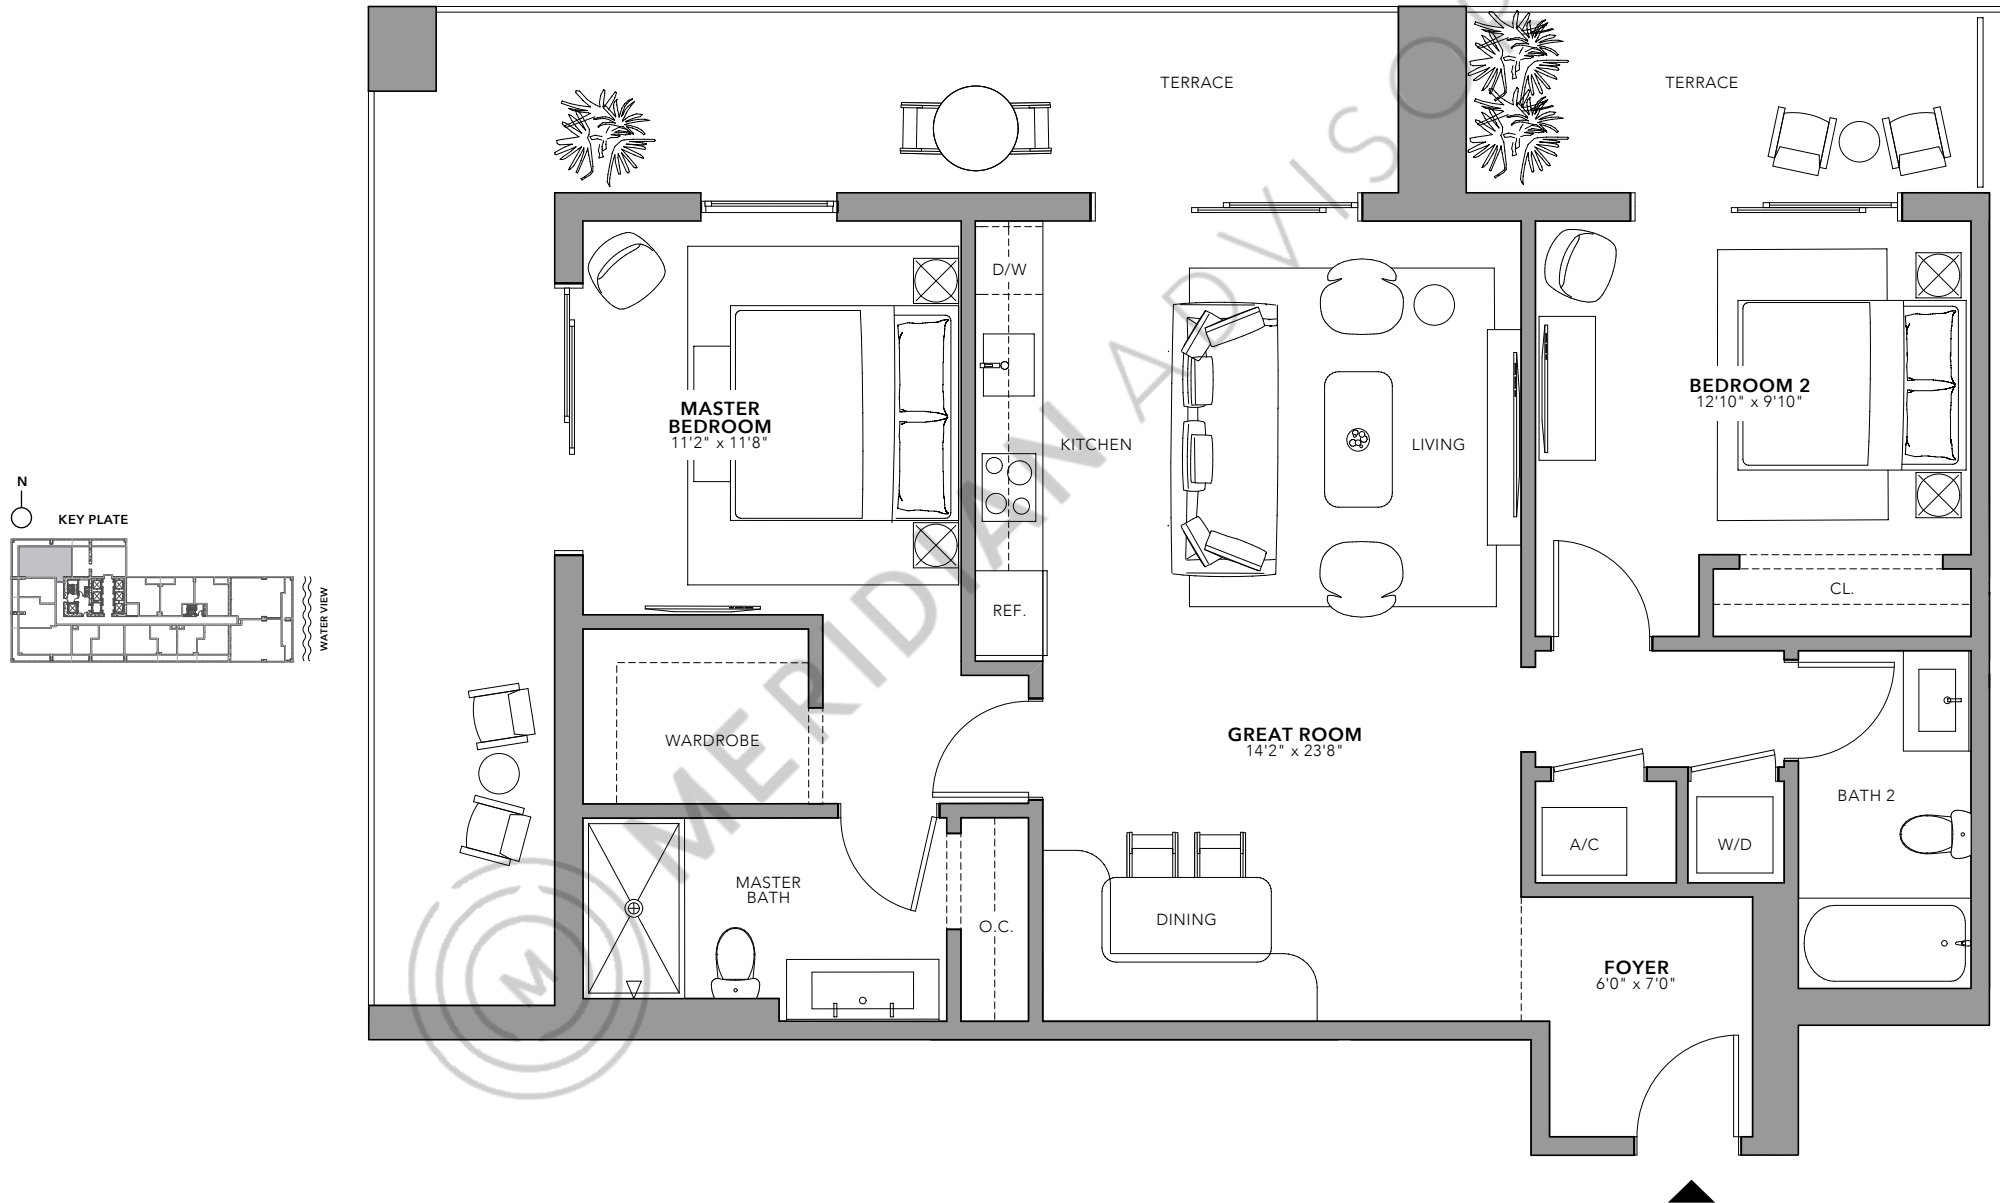 TERRACE
TERRACE
D/W
MASTER
BEDROOM
11'2" x 11'8"
KITCHEN
LIVING
BEDROOM 2
12'10" x 9'10"
CL.
N
KEY PLATE
WATER VIEW
REF.
WARDROBE
GREAT ROOM
14'2" x 23'8"
BATH 2
A/C
W/D
MASTER
BATH
O.C.
DINING
FOYER
6'0" x 7'0"
M MERIDIAN ADVISOR